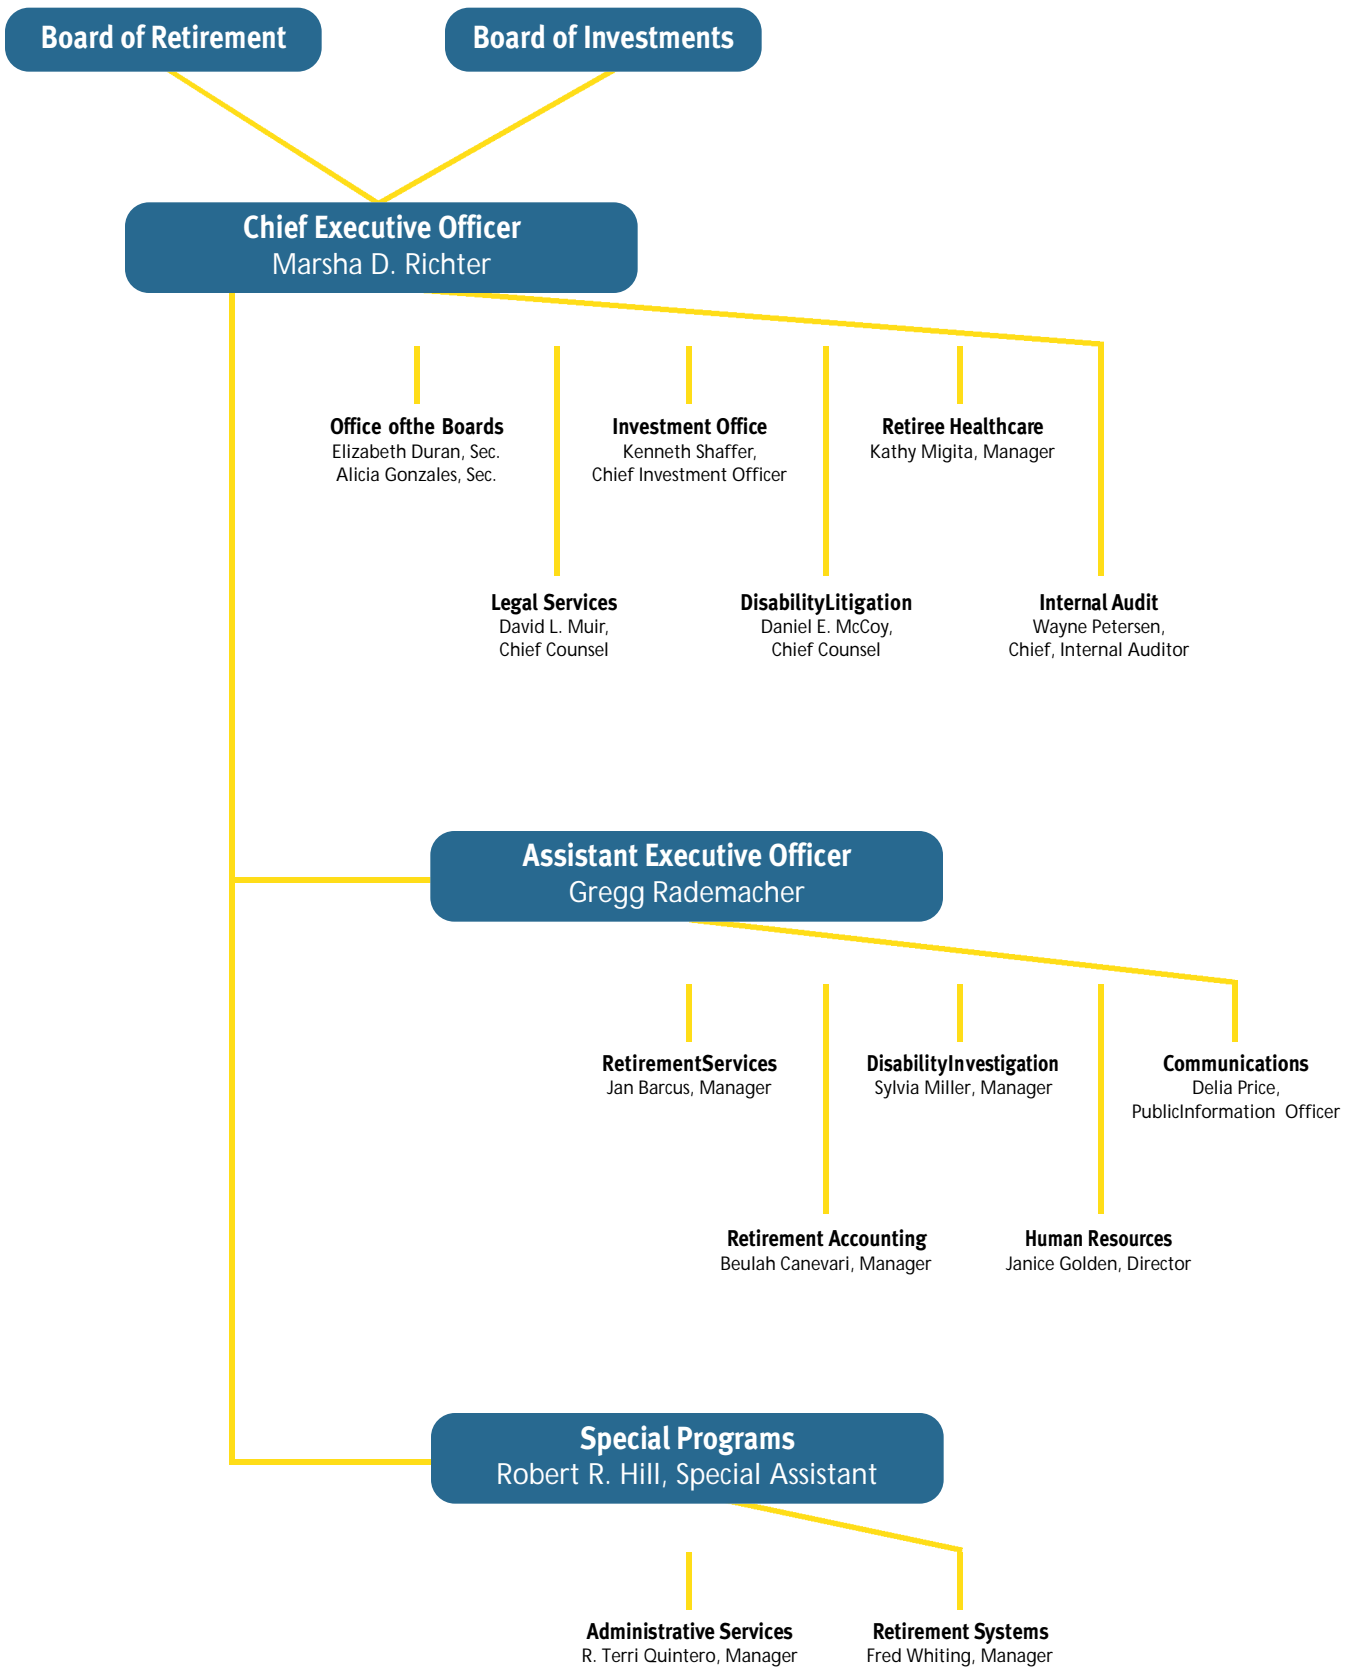 Board of Retirement
Board of Investments
Chief Executive Officer
Marsha D. Richter
Office ofthe Boards
Elizabeth Duran, Sec.
Alicia Gonzales, Sec.
Investment Office
Kenneth Shaffer,
Chief Investment Officer
Retiree Healthcare
Kathy Migita, Manager
Legal Services
David L. Muir,
Chief Counsel
DisabilityLitigation
Daniel E. McCoy,
Chief Counsel
Internal Audit
Wayne Petersen,
Chief, Internal Auditor
Assistant Executive Officer
Gregg Rademacher
RetirementServices
Jan Barcus, Manager
DisabilityInvestigation
Sylvia Miller, Manager
Communications
Delia Price,
PublicInformation Officer
Retirement Accounting
Beulah Canevari, Manager
Human Resources
Janice Golden, Director
Special Programs
Robert R. Hill, Special Assistant
Administrative Services
R. Terri Quintero, Manager
Retirement Systems
Fred Whiting, Manager